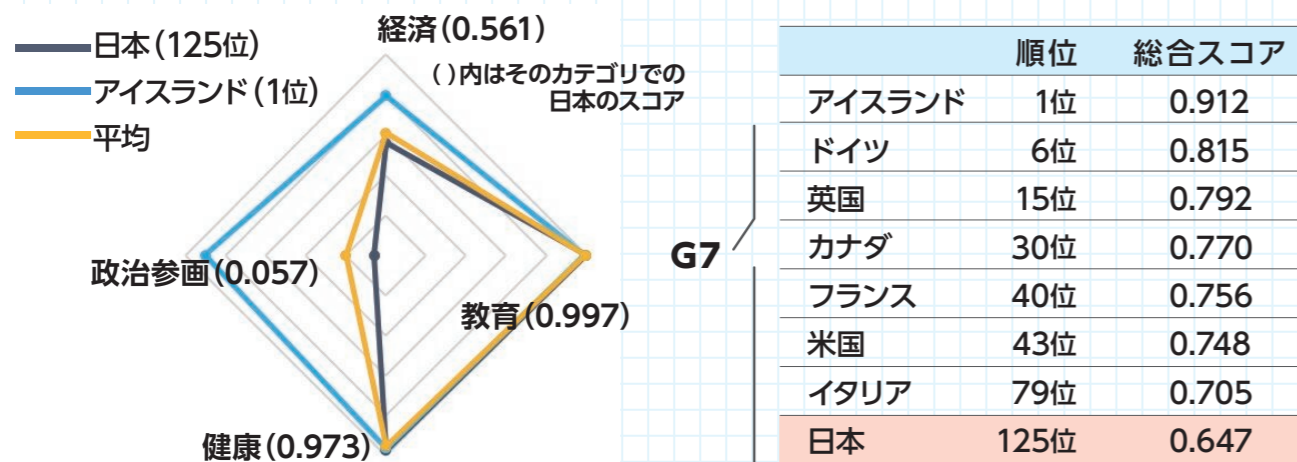 日本(125位)
アイスランド(1位)
平均
経済(0.561)
( )内はそのカテゴリでの
日本のスコア
政治参画(0.057)
教育(0.997)
健康(0.973)
G7
順位 総合スコア
アイスランド 1位 0.912
ドイツ 6位 0.815
英国 15位 0.792
カナダ 30位 0.770
フランス 40位 0.756
米国 43位 0.748
イタリア 79位 0.705
日本 125位 0.647